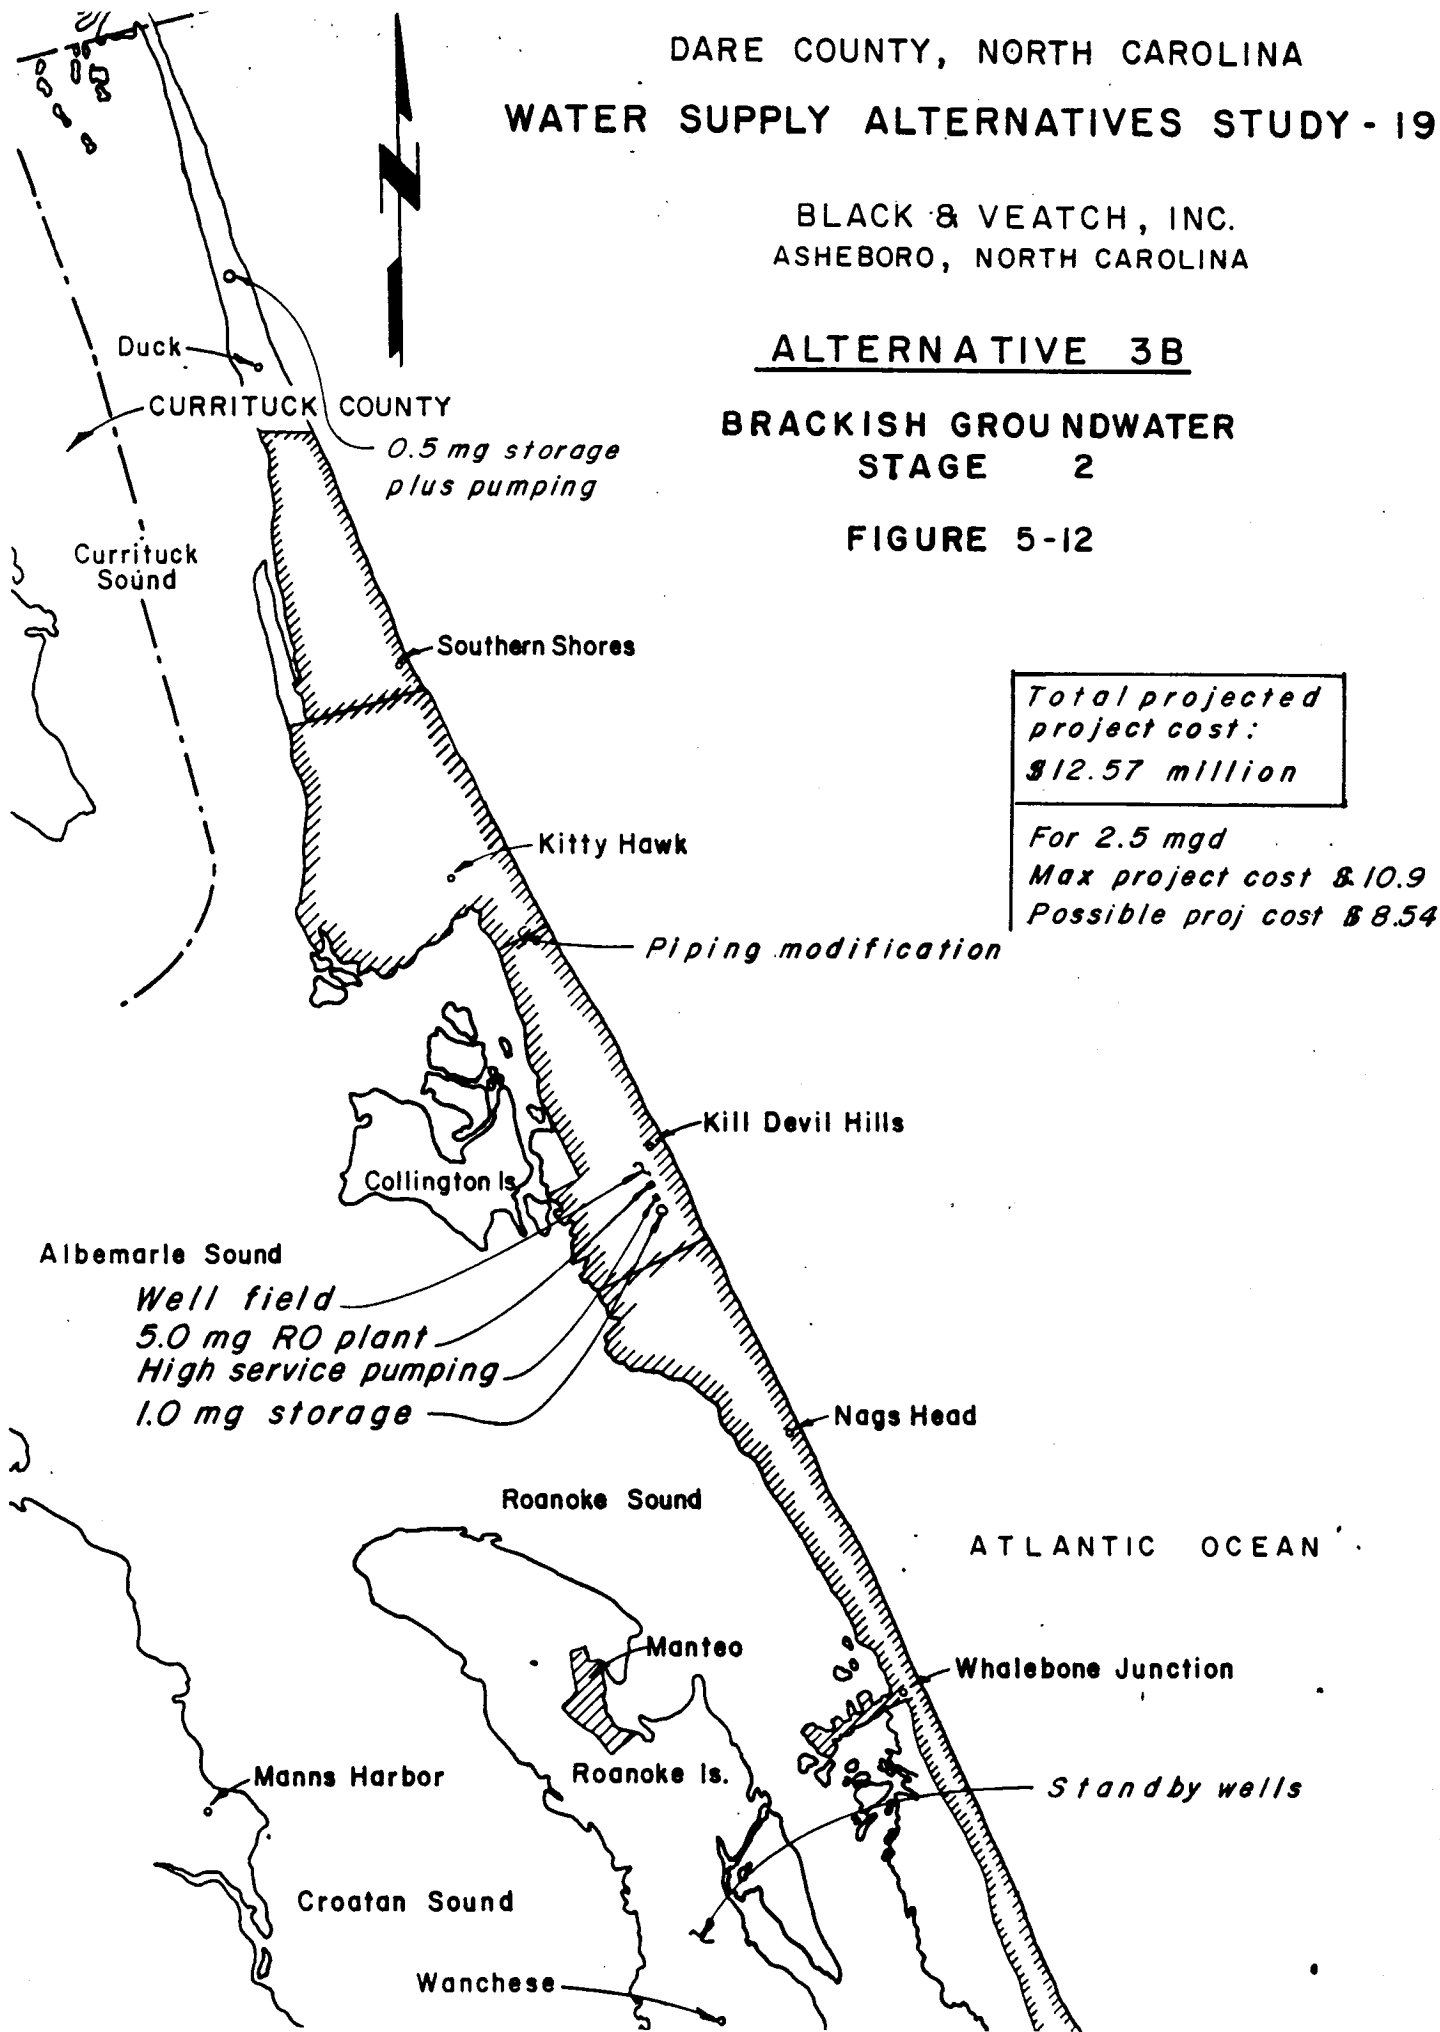 DARE COUNTY, NORTH CAROLINA
WATER SUPPLY ALTERNATIVES STUDY - 19
BLACK & VEATCH, INC.
ASHEBORO, NORTH CAROLINA
ALTERNATIVE 3B
BRACKISH GROUNDWATER
STAGE 2
FIGURE 5-12
N
Duck
CURRITUCK COUNTY
0.5 mg storage
plus pumping
Currituck
Sound
Southern Shores
Total projected
project cost:
$12.57 million
For 2.5 mgd
Max project cost $10.9
Possible proj cost $8.54
Kitty Hawk
Piping modification
Kill Devil Hills
Collington Is.
Albemarle Sound
Well field
5.0 mg RO plant
High service pumping
1.0 mg storage
Nags Head
Roanoke Sound
ATLANTIC OCEAN
Manteo
Whalebone Junction
Manns Harbor
Roanoke Is.
Standby wells
Croatan Sound
Wanchese